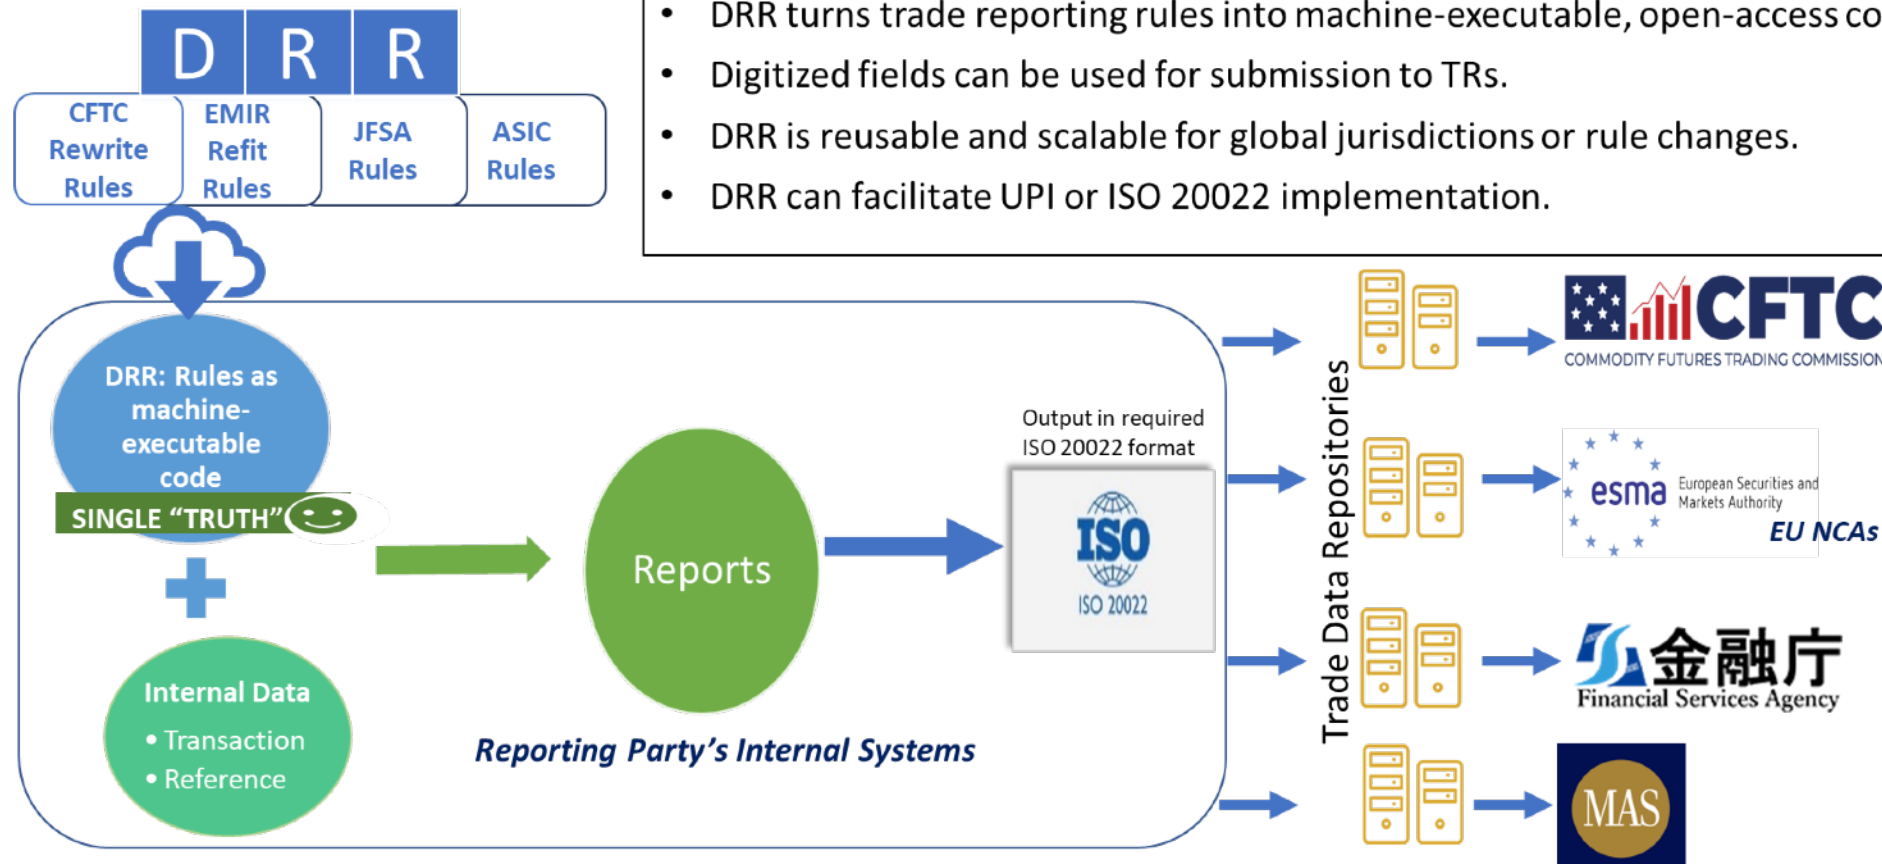 D R R
CFTC
Rewrite
Rules
EMIR
Refit
Rules
JFSA
Rules
ASIC
Rules
• DRR turns trade reporting rules into machine-executable, open-access co
• Digitized fields can be used for submission to TRs.
• DRR is reusable and scalable for global jurisdictions or rule changes.
• DRR can facilitate UPI or ISO 20022 implementation.
DRR: Rules as
machine-
executable
code
SINGLE “TRUTH”
Internal Data
• Transaction
• Reference
Reports
Reporting Party’s Internal Systems
Output in required
ISO 20022 format
ISO
ISO 20022
Trade Data Repositories
CFTC
COMMODITY FUTURES TRADING COMMISSION
esma
European Securities and
Markets Authority
EU NCAs
金融庁
Financial Services Agency
MAS